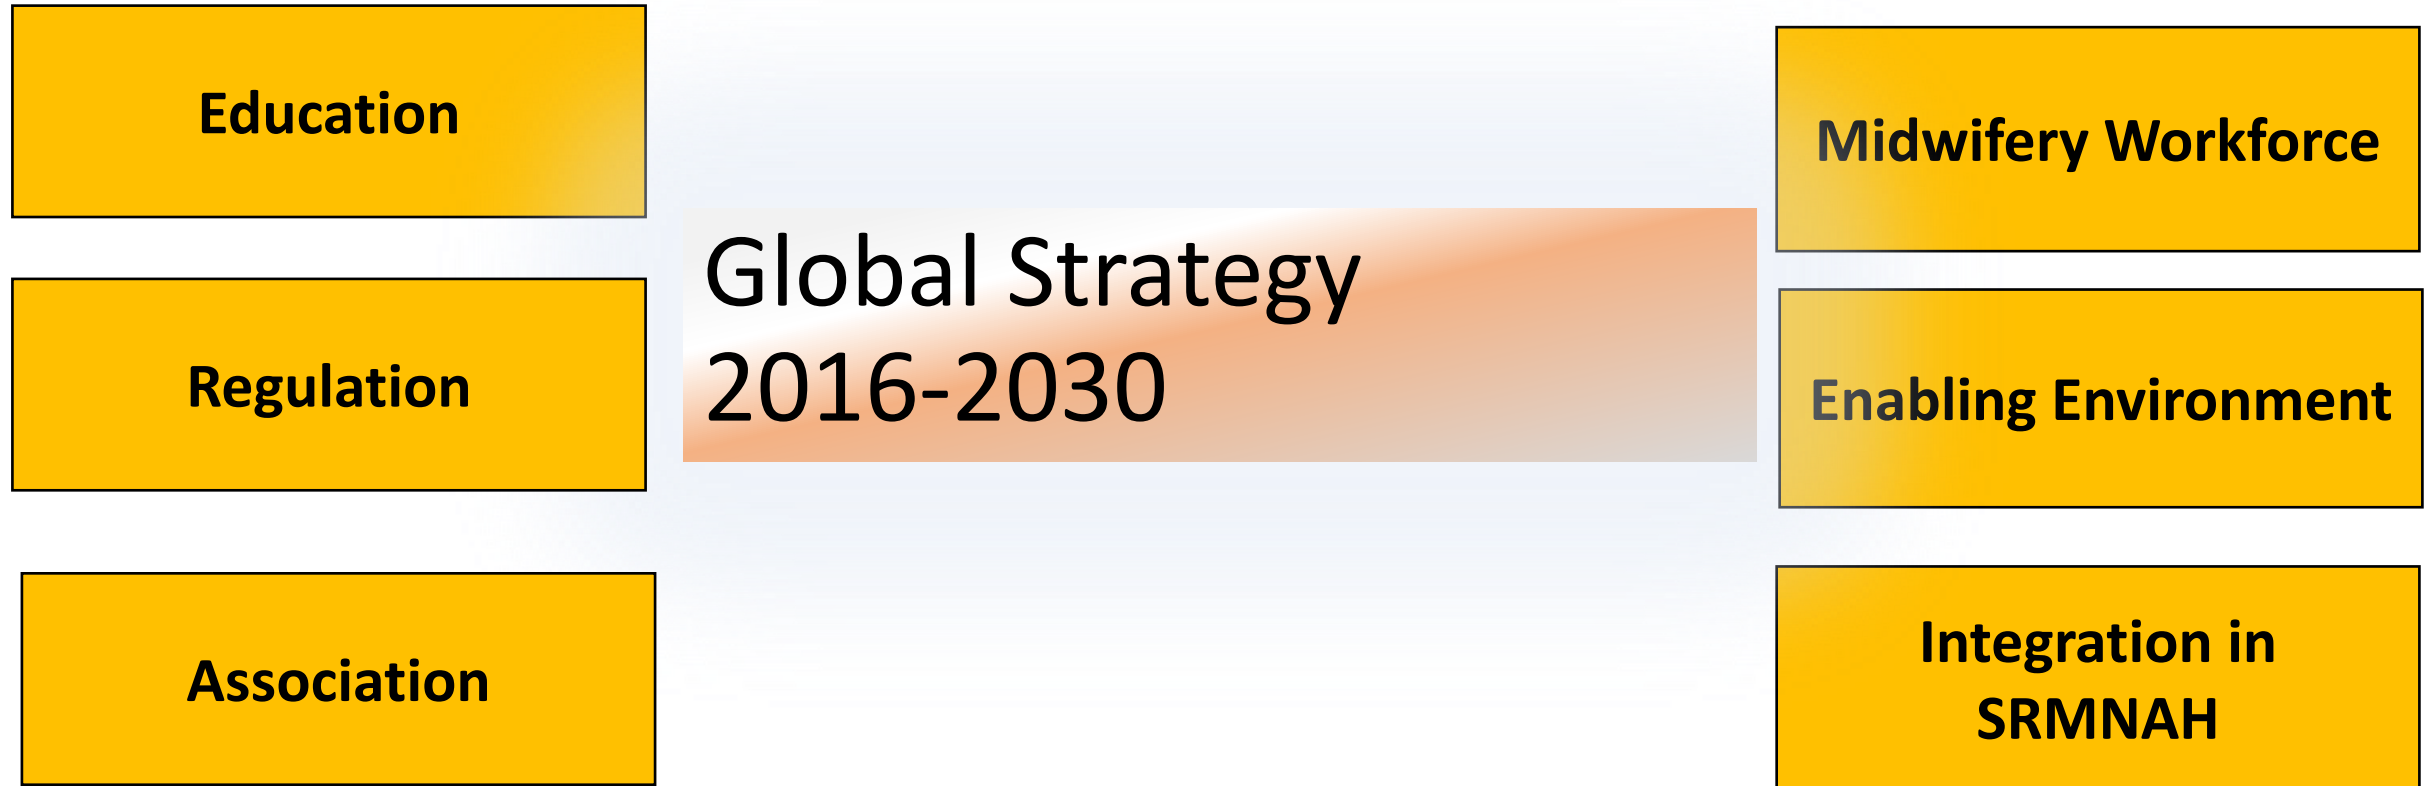 Education
Regulation
Association
Global Strategy
2016-2030
Midwifery Workforce
Enabling Environment
Integration in
SRMNAH